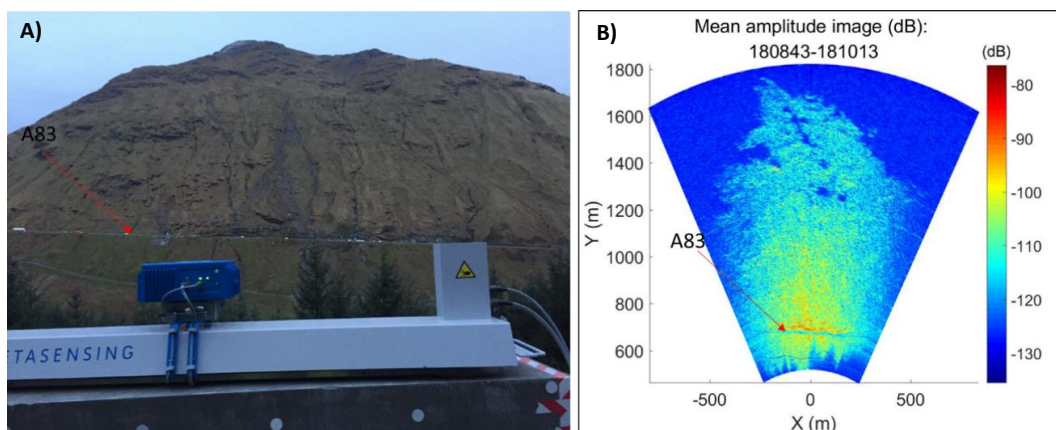 A)
A83
ETASENSING
B)
Mean amplitude image (dB):
180843-181013
(dB)
1800
1600
1400
1200
1000
800
600
Y (m)
A83
-500
0
500
X (m)
-80
-90
-100
-110
-120
-130